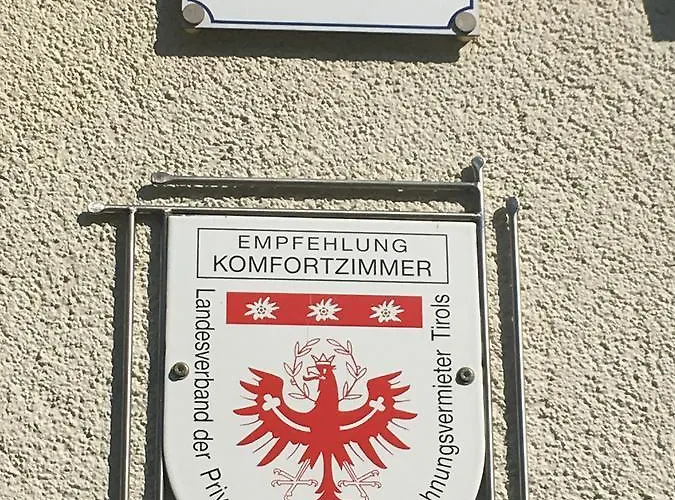 EMPFEHLUNG
KOMFORTZIMMER
Landesverband der
Tirols